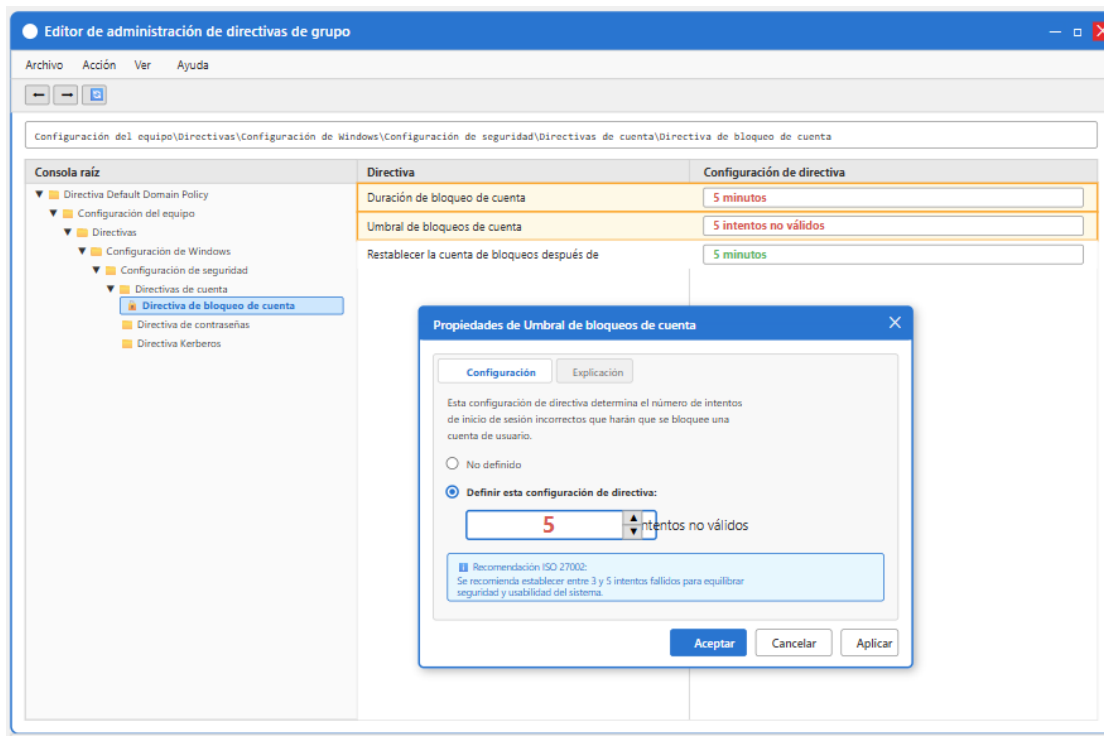 Editor de administración de directivas de grupo
Archivo Acción Ver Ayuda
Configuración del equipo\Directivas\Configuración de Windows\Configuración de seguridad\Directivas de cuenta\Directiva de bloqueo de cuenta
Consola raíz
Directiva Default Domain Policy
Configuración del equipo
Directivas
Configuración de Windows
Configuración de seguridad
Directivas de cuenta
Directiva de bloqueo de cuenta
Directiva de contraseñas
Directiva Kerberos
Directiva Configuración de directiva
Duración de bloqueo de cuenta 5 minutos
Umbral de bloqueos de cuenta 5 intentos no válidos
Restablecer la cuenta de bloqueos después de 5 minutos
Propiedades de Umbral de bloqueos de cuenta
Configuración Explicación
Esta configuración de directiva determina el número de intentos
de inicio de sesión incorrectos que harán que se bloquee una
cuenta de usuario.
No definido
Definir esta configuración de directiva:
5 intentos no válidos
Recomendación ISO 27002:
Se recomienda establecer entre 3 y 5 intentos fallidos para equilibrar
seguridad y usabilidad del sistema.
Aceptar Cancelar Aplicar